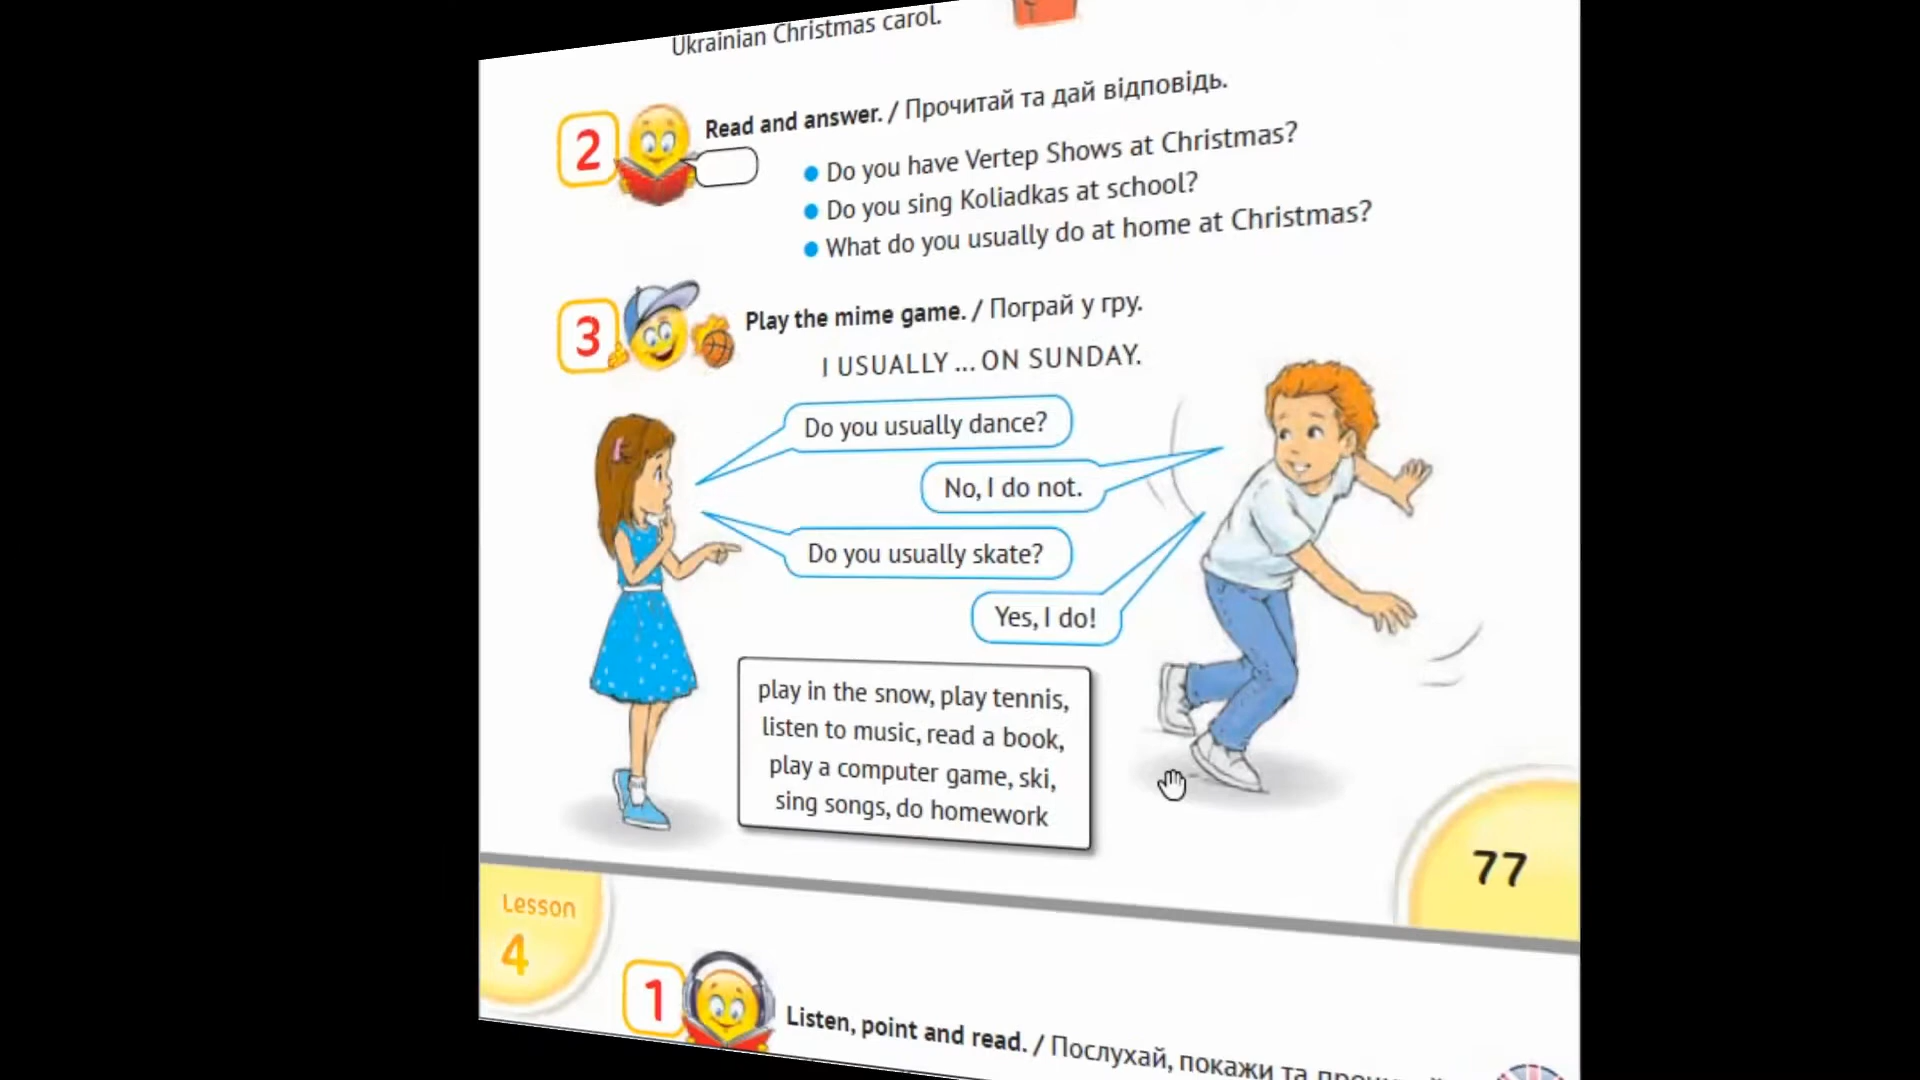 Ukrainian Christmas carol.
2
Read and answer. / Прочитай та дай відповідь.
Do you have Vertep Shows at Christmas?
Do you sing Koliadkas at school?
What do you usually do at home at Christmas?
3
Play the mime game. / Пограй у гру.
I USUALLY ... ON SUNDAY.
Do you usually dance?
No, I do not.
Do you usually skate?
Yes, I do!
play in the snow, play tennis,
listen to music, read a book,
play a computer game, ski,
sing songs, do homework
77
Lesson
4
1
Listen, point and read. / Послухай, покажи та